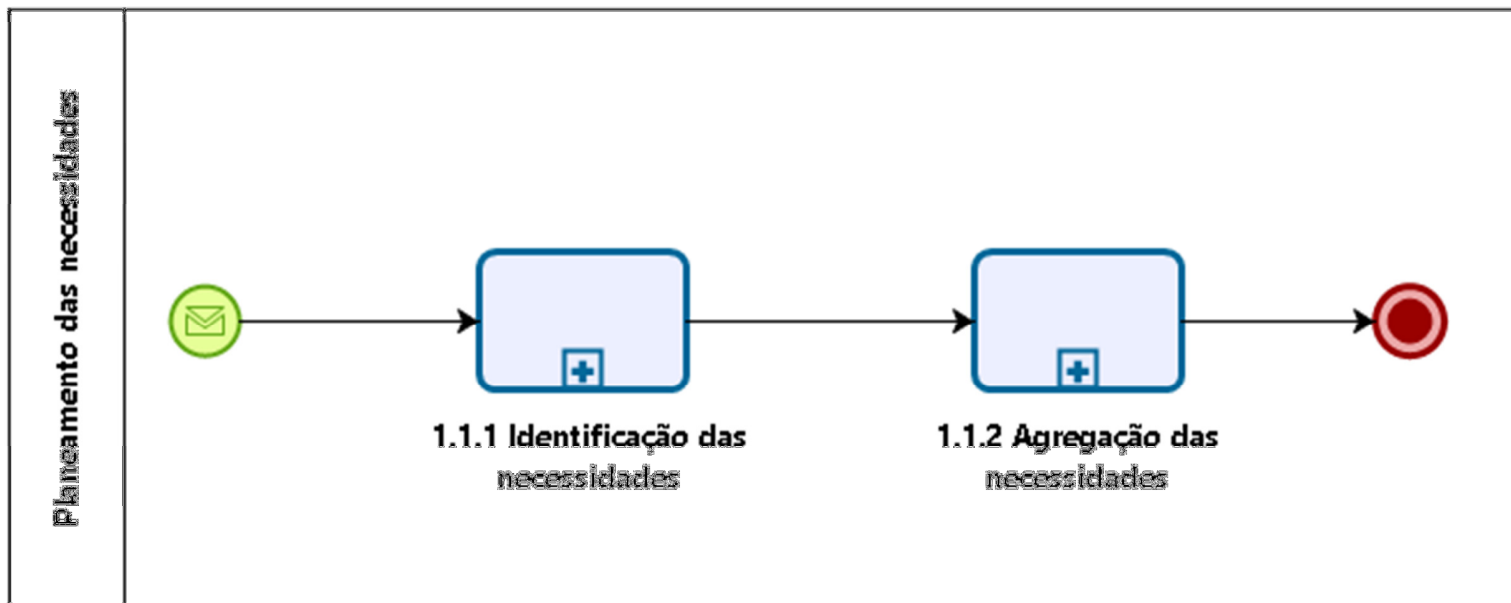 Planeamento das necessidades
1.1.1 Identificação das
necessidades
1.1.2 Agregação das
necessidades